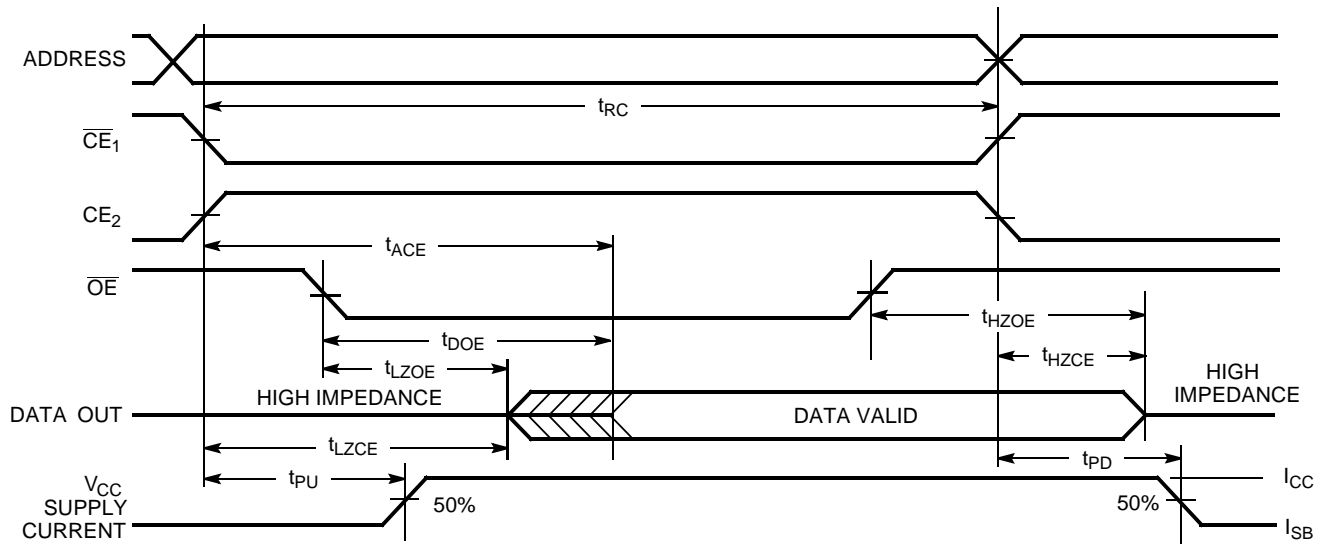 ADDRESS
tRC
CE1
CE2
tACE
OE
tHZOE
tDOE
tHZCE
tLZOE
HIGH IMPEDANCE
HIGH
IMPEDANCE
DATA OUT
DATA VALID
tLZCE
tPD
tPU
VCC
SUPPLY
CURRENT
50%
50%
ICC
ISB